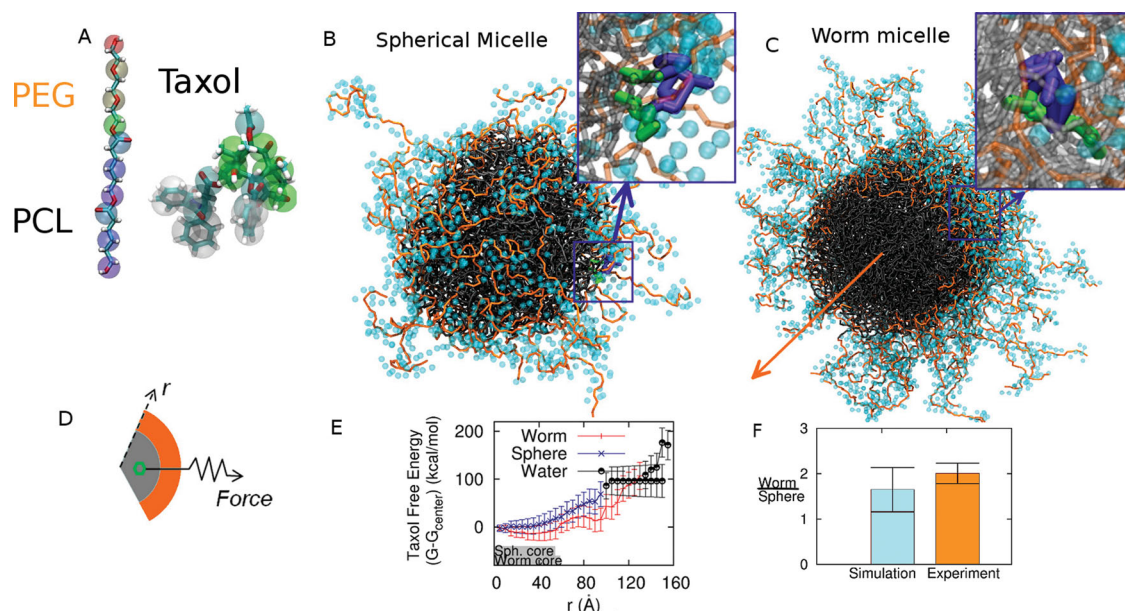 A
PEG
Taxol
PCL
B
Spherical Micelle
C
Worm micelle
D
r
Force
E
Taxol Free Energy
(G-Gcenter) (kcal/mol)
200
100
0
Worm
Sphere
Water
Sph. core
Worm core
0 40 80 120 160
r (Å)
F
Worm
Sphere
3
2
1
0
Simulation Experiment